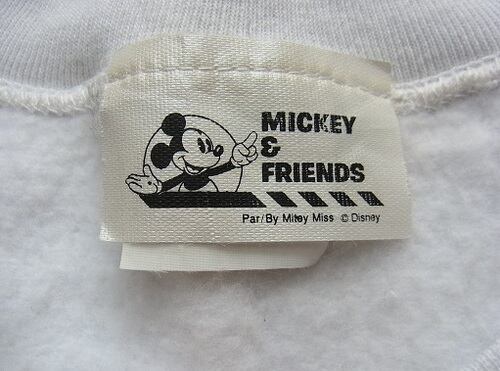 MICKEY
&
FRIENDS
Par/By Mitey Miss © Disney